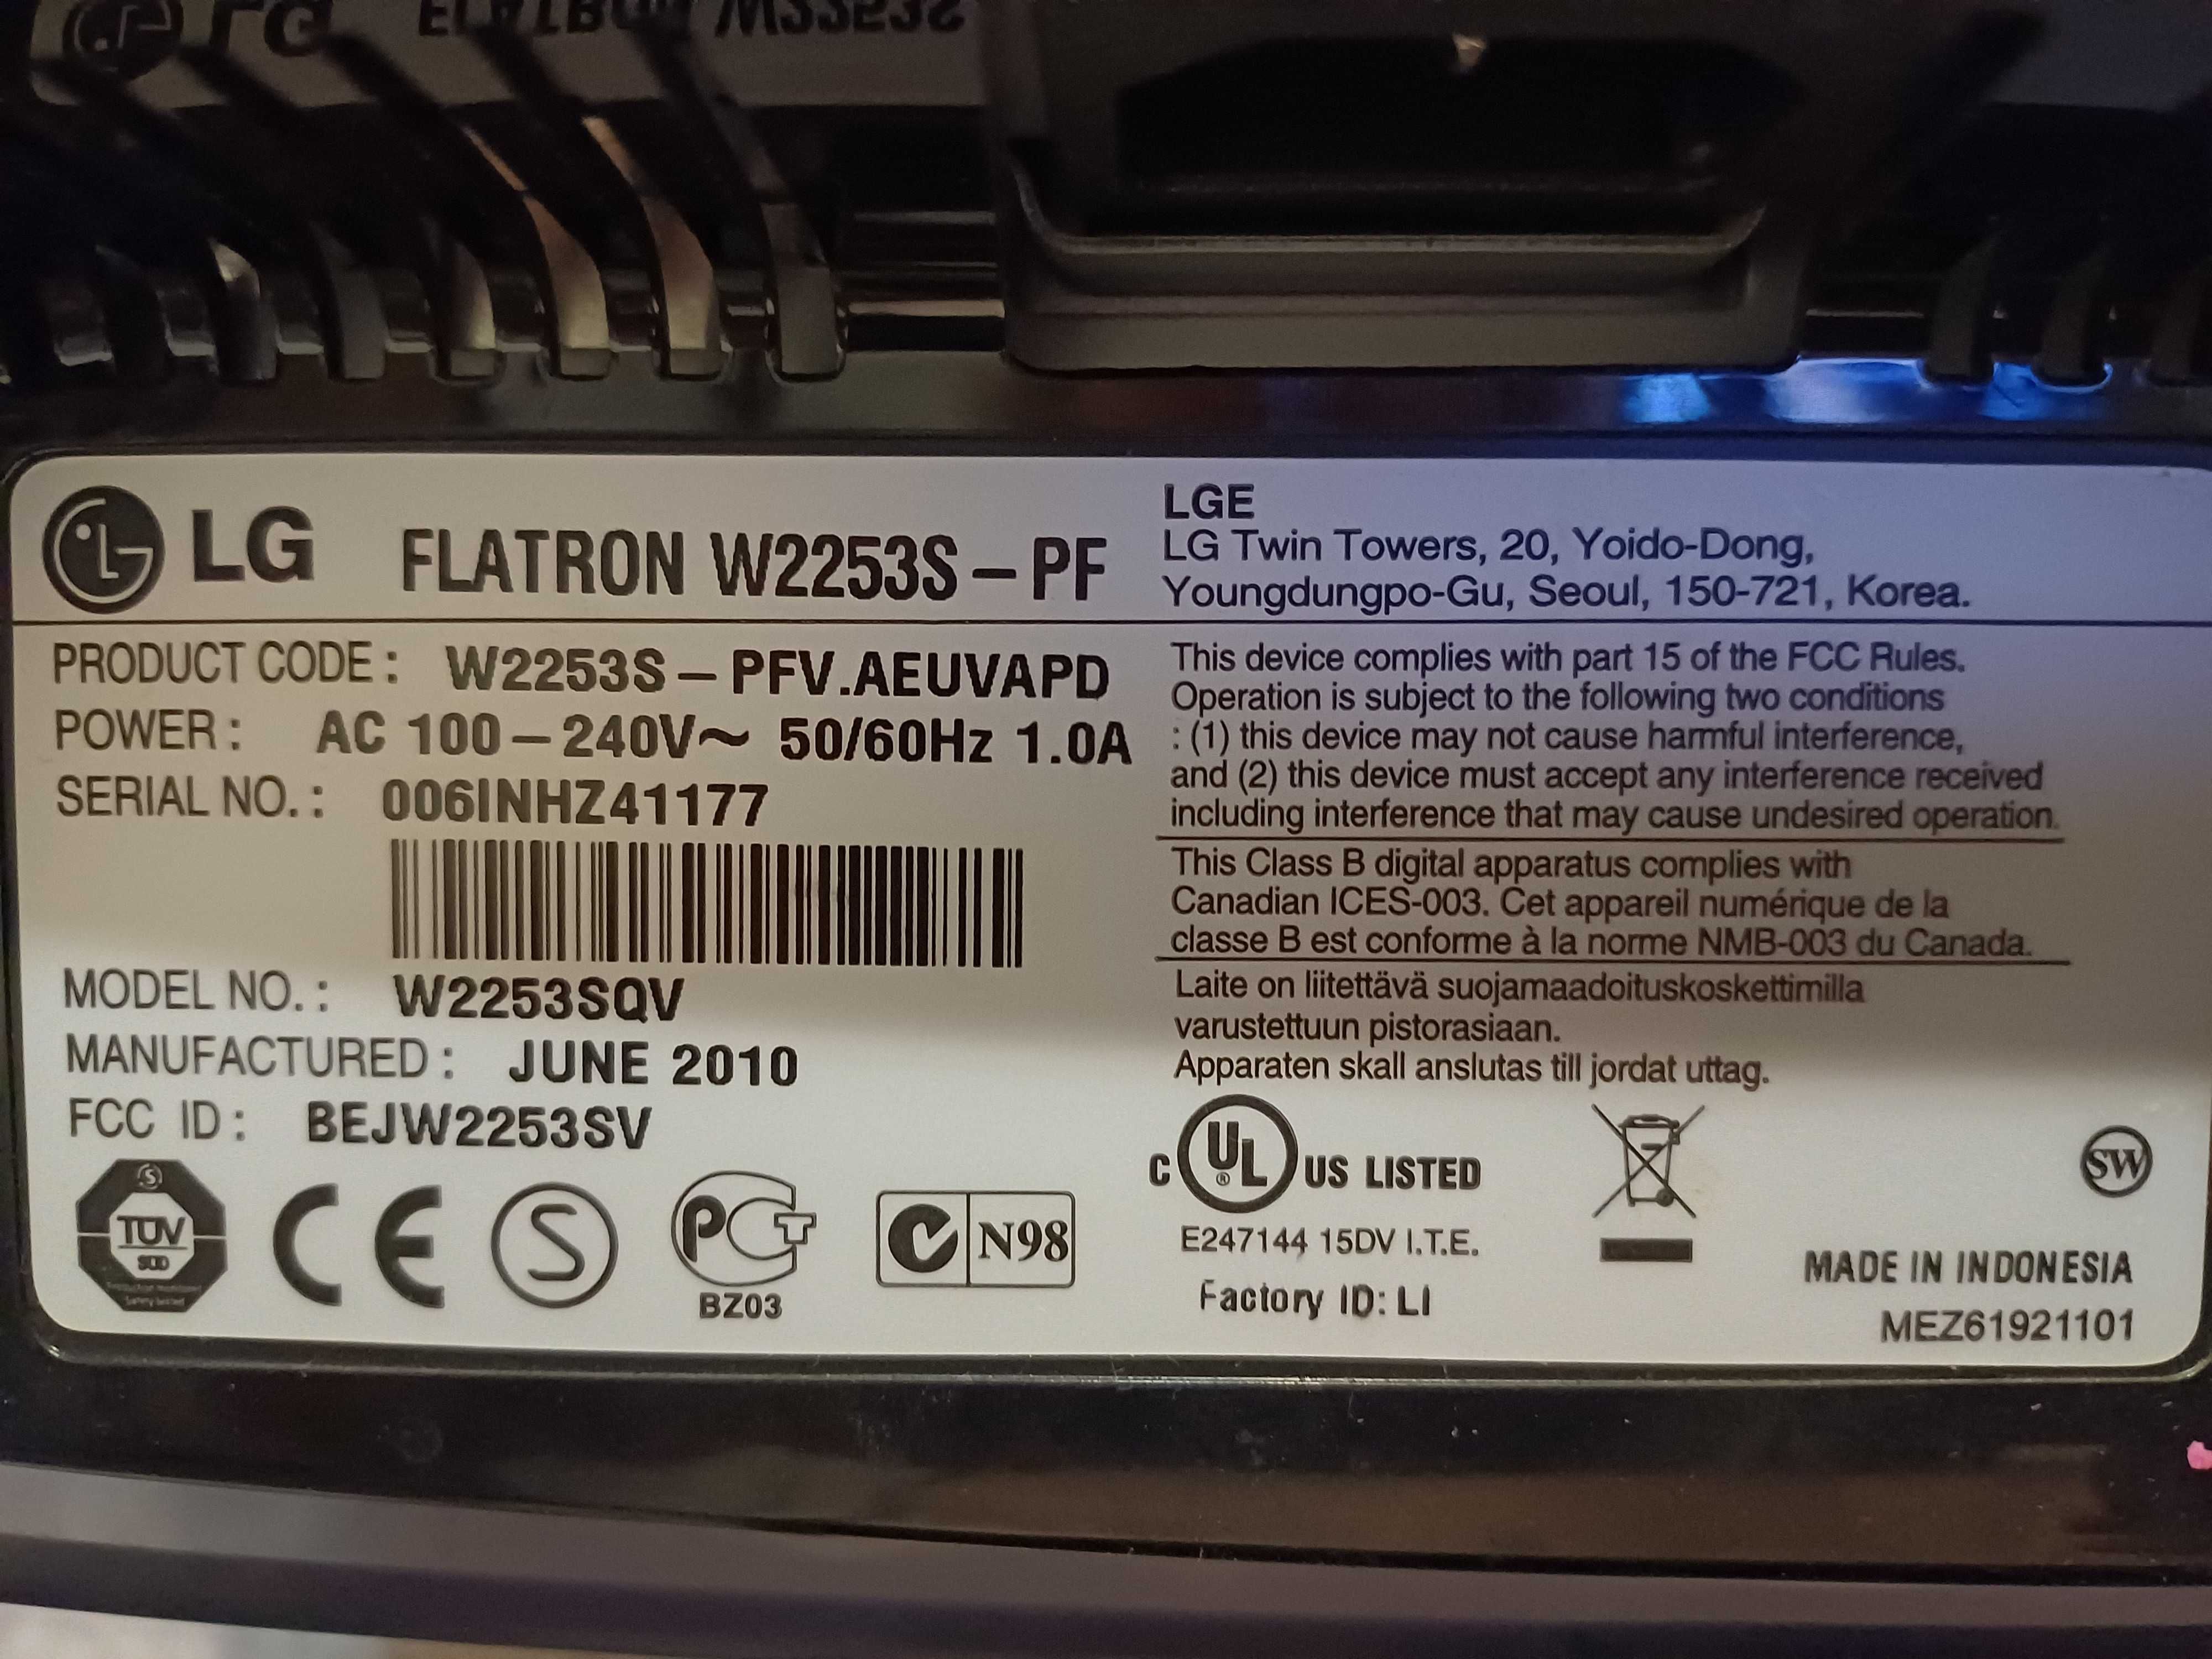 LG FLATRON W2253S-PF
LGE
LG Twin Towers, 20, Yoido-Dong,
Youngdungpo-Gu, Seoul, 150-721, Korea.
PRODUCT CODE: W2253S-PFV.AEUVAPD
POWER: AC 100-240V~ 50/60Hz 1.0A
SERIAL NO.: 006INHZ41177
MODEL NO.: W2253SQV
MANUFACTURED: JUNE 2010
FCC ID: BEJW2253SV
TÜV
SÜD
CE
S
PCT
BZ03
N98
This device complies with part 15 of the FCC Rules.
Operation is subject to the following two conditions
: (1) this device may not cause harmful interference,
and (2) this device must accept any interference received
including interference that may cause undesired operation.
This Class B digital apparatus complies with
Canadian ICES-003. Cet appareil numérique de la
classe B est conforme à la norme NMB-003 du Canada.
Laite on liitettävä suojamaadoituskoskettimilla
varustettuun pistorasiaan.
Apparaten skall anslutas till jordat uttag.
C UL® US LISTED
E247144 15DV I.T.E.
Factory ID: LI
SW
MADE IN INDONESIA
MEZ61921101